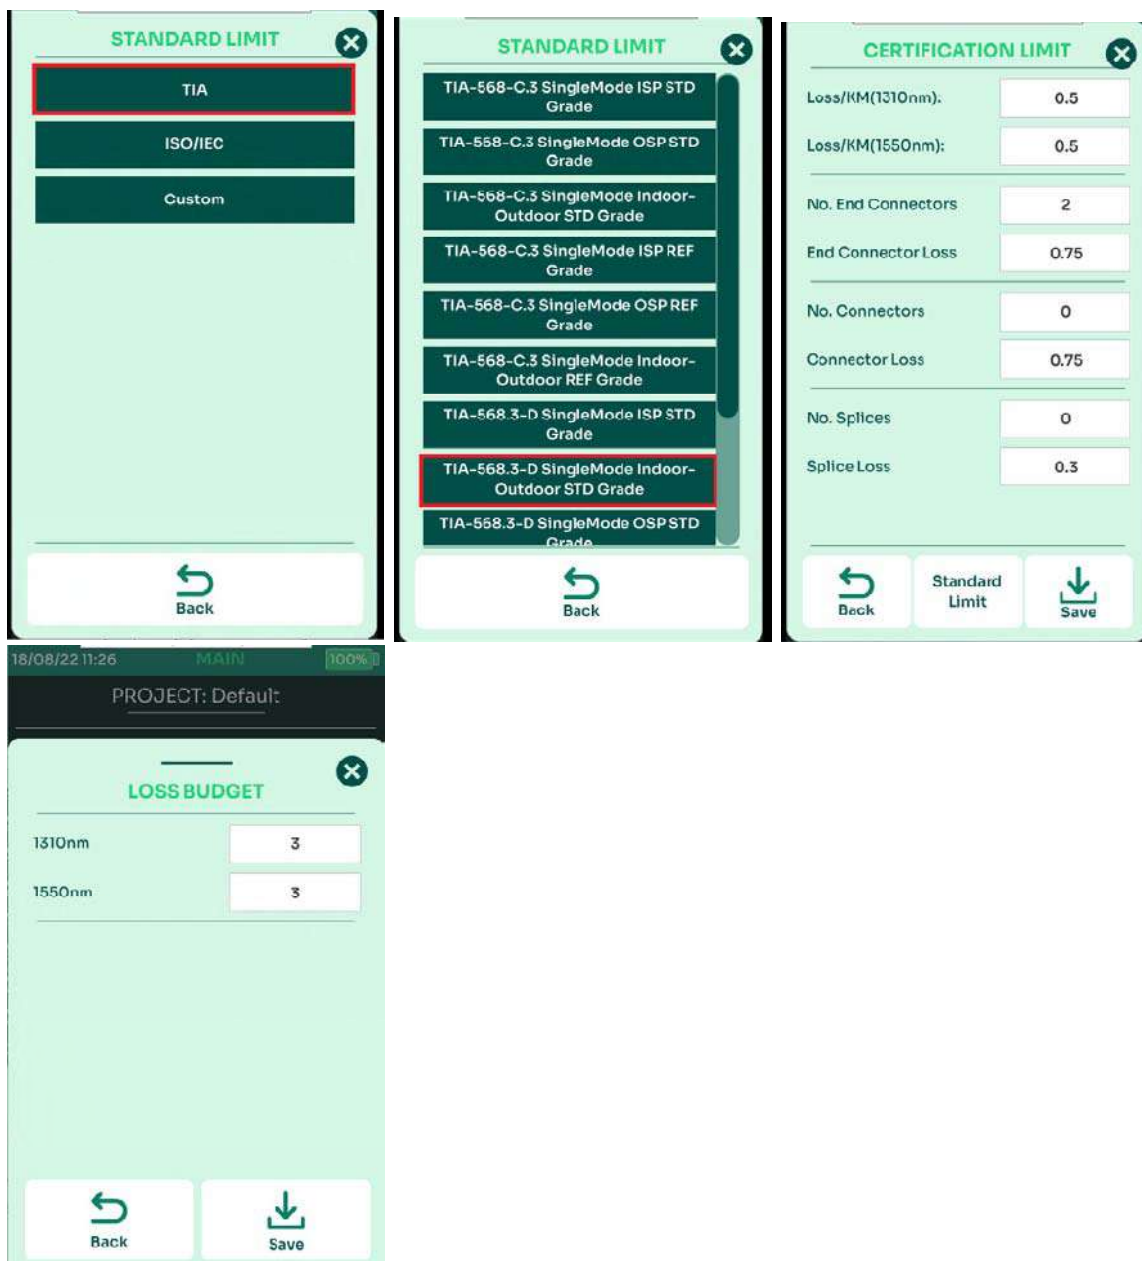 STANDARD LIMIT
TIA
ISO/IEC
Custom
Back
STANDARD LIMIT
TIA-568-C.3 SingleMode ISP STD
Grade
TIA-568-C.3 SingleMode OSP STD
Grade
TIA-568-C.3 SingleMode Indoor-
Outdoor STD Grade
TIA-568-C.3 SingleMode ISP REF
Grade
TIA-568-C.3 SingleMode OSP REF
Grade
TIA-568-C.3 SingleMode Indoor-
Outdoor REF Grade
TIA-568.3-D SingleMode ISP STD
Grade
TIA-568.3-D SingleMode Indoor-
Outdoor STD Grade
TIA-568.3-D SingleMode OSP STD
Grade
Back
CERTIFICATION LIMIT
Loss/KM(1310nm): 0.5
Loss/KM(1550nm): 0.5
No. End Connectors 2
End Connector Loss 0.75
No. Connectors 0
Connector Loss 0.75
No. Splices 0
Splice Loss 0.3
Back Standard Limit Save
18/08/22 11:26 MAIN 100%
PROJECT: Default
LOSS BUDGET
1310nm 3
1550nm 3
Back Save